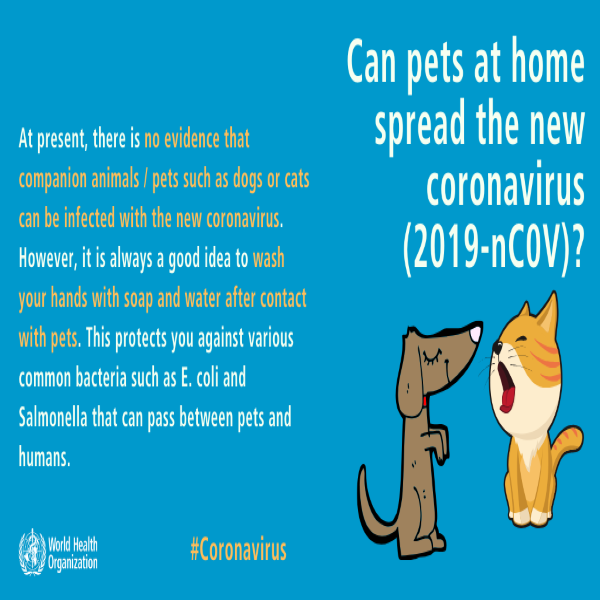 Can pets at home
spread the new
coronavirus
(2019-nC0V)?
At present, there is no evidence that
companion animals / pets such as dogs or cats
can be infected with the new coronavirus.
However, it is always a good idea to wash
your hands with soap and water after contact
with pets. This protects you against various
common bacteria such as E. coli and
Salmonella that can pass between pets and
humans.
World Health
Organization
#Coronavirus